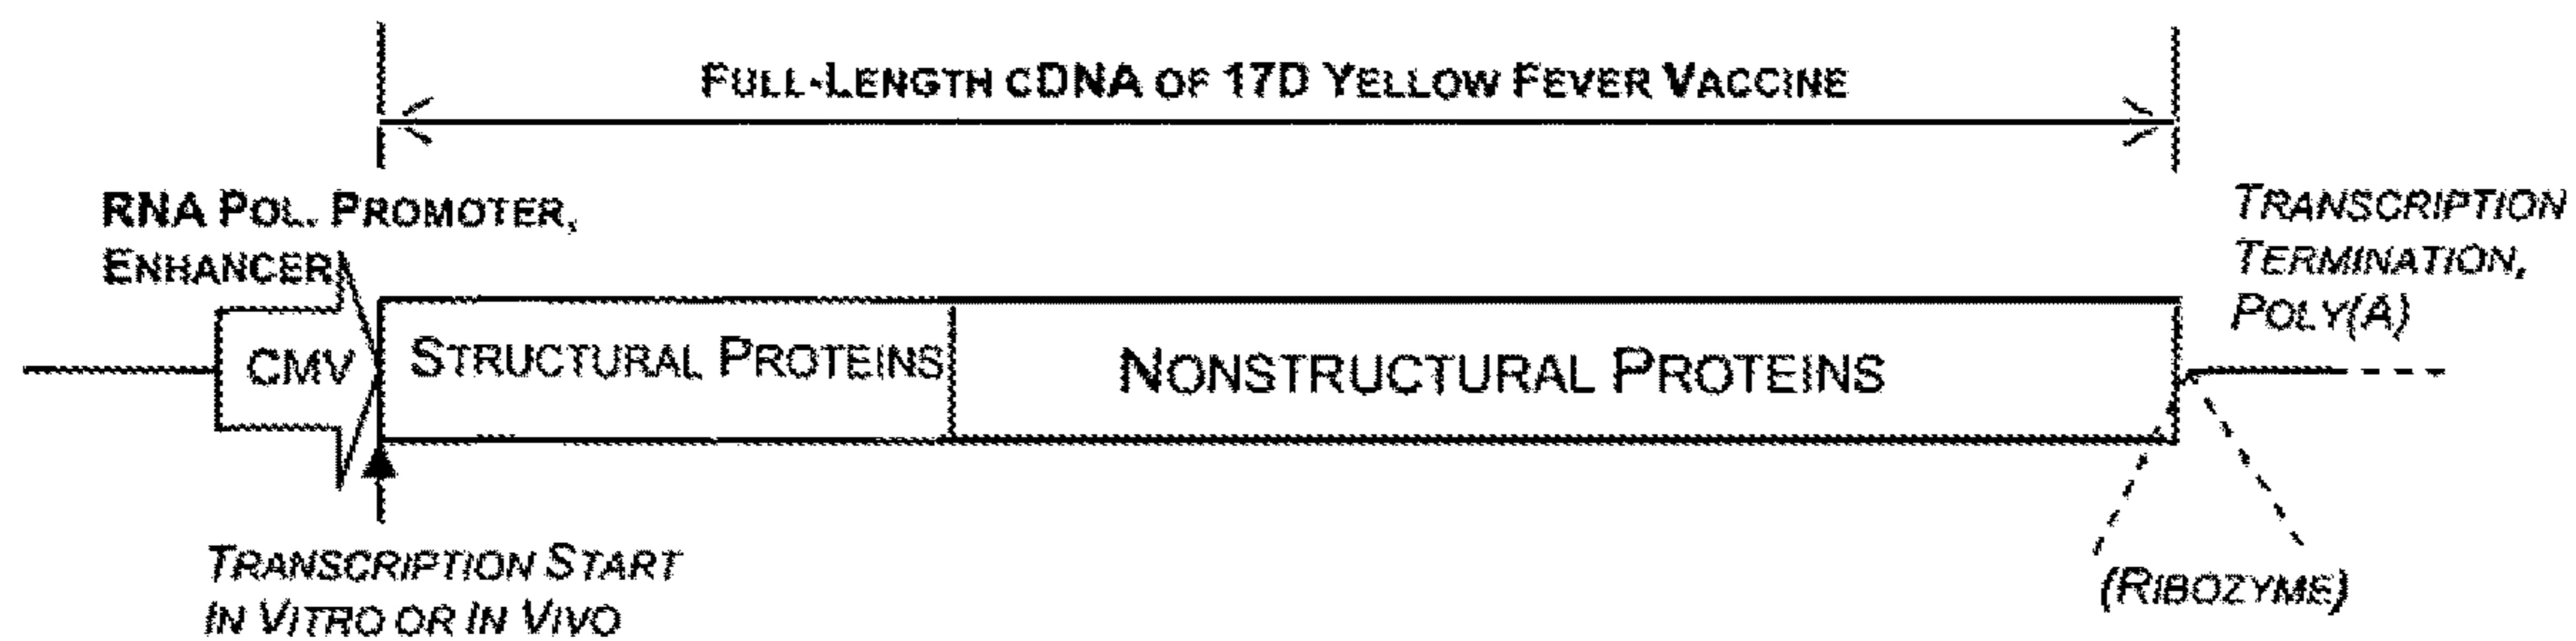 FULL-LENGTH CDNA OF 17D YELLOW FEVER VACCINE
RNA POL. PROMOTER,
ENHANCER
TRANSCRIPTION
TERMINATION,
POLY(A)
CMV
STRUCTURAL PROTEINS
NONSTRUCTURAL PROTEINS
TRANSCRIPTION START
IN VITRO OR IN VIVO
(RIBOZYME)